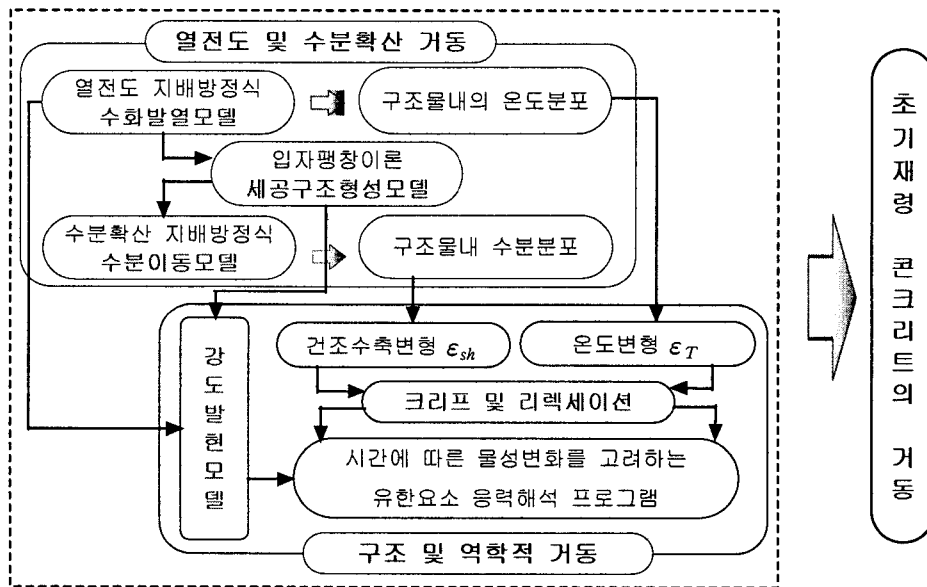 열전도 및 수분확산 거동
열전도 지배방정식
수화발열모델
구조물내의 온도분포
입자팽창이론
세공구조형성모델
수분확산 지배방정식
수분이동모델
구조물내 수분분포
강도발현모델
건조수축변형 εsh
온도변형 εT
크리프 및 리렉세이션
시간에 따른 물성변화를 고려하는
유한요소 응력해석 프로그램
구조 및 역학적 거동
초기재령 콘크리트의 거동